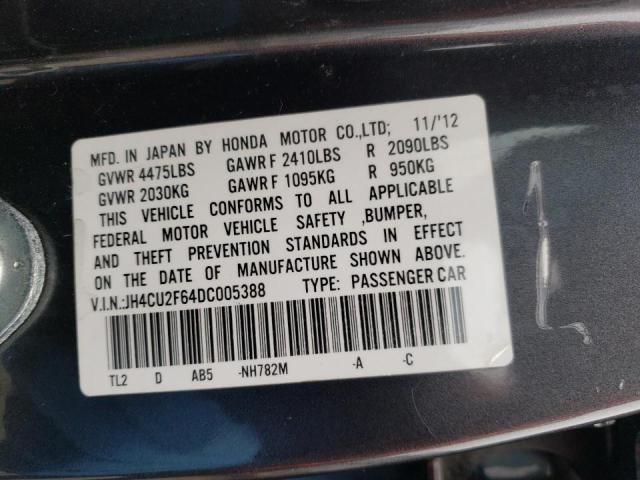 MFD. IN JAPAN BY HONDA MOTOR CO.,LTD; 11/'12
GVWR 4475LBS GAWR F 2410LBS R 2090LBS
GVWR 2030KG GAWR F 1095KG R 950KG
THIS VEHICLE CONFORMS TO ALL APPLICABLE
FEDERAL MOTOR VEHICLE SAFETY ,BUMPER,
AND THEFT PREVENTION STANDARDS IN EFFECT
ON THE DATE OF MANUFACTURE SHOWN ABOVE.
V.I.N.:JH4CU2F64DC005388 TYPE: PASSENGER CAR
TL2 D AB5 -NH782M -A -C